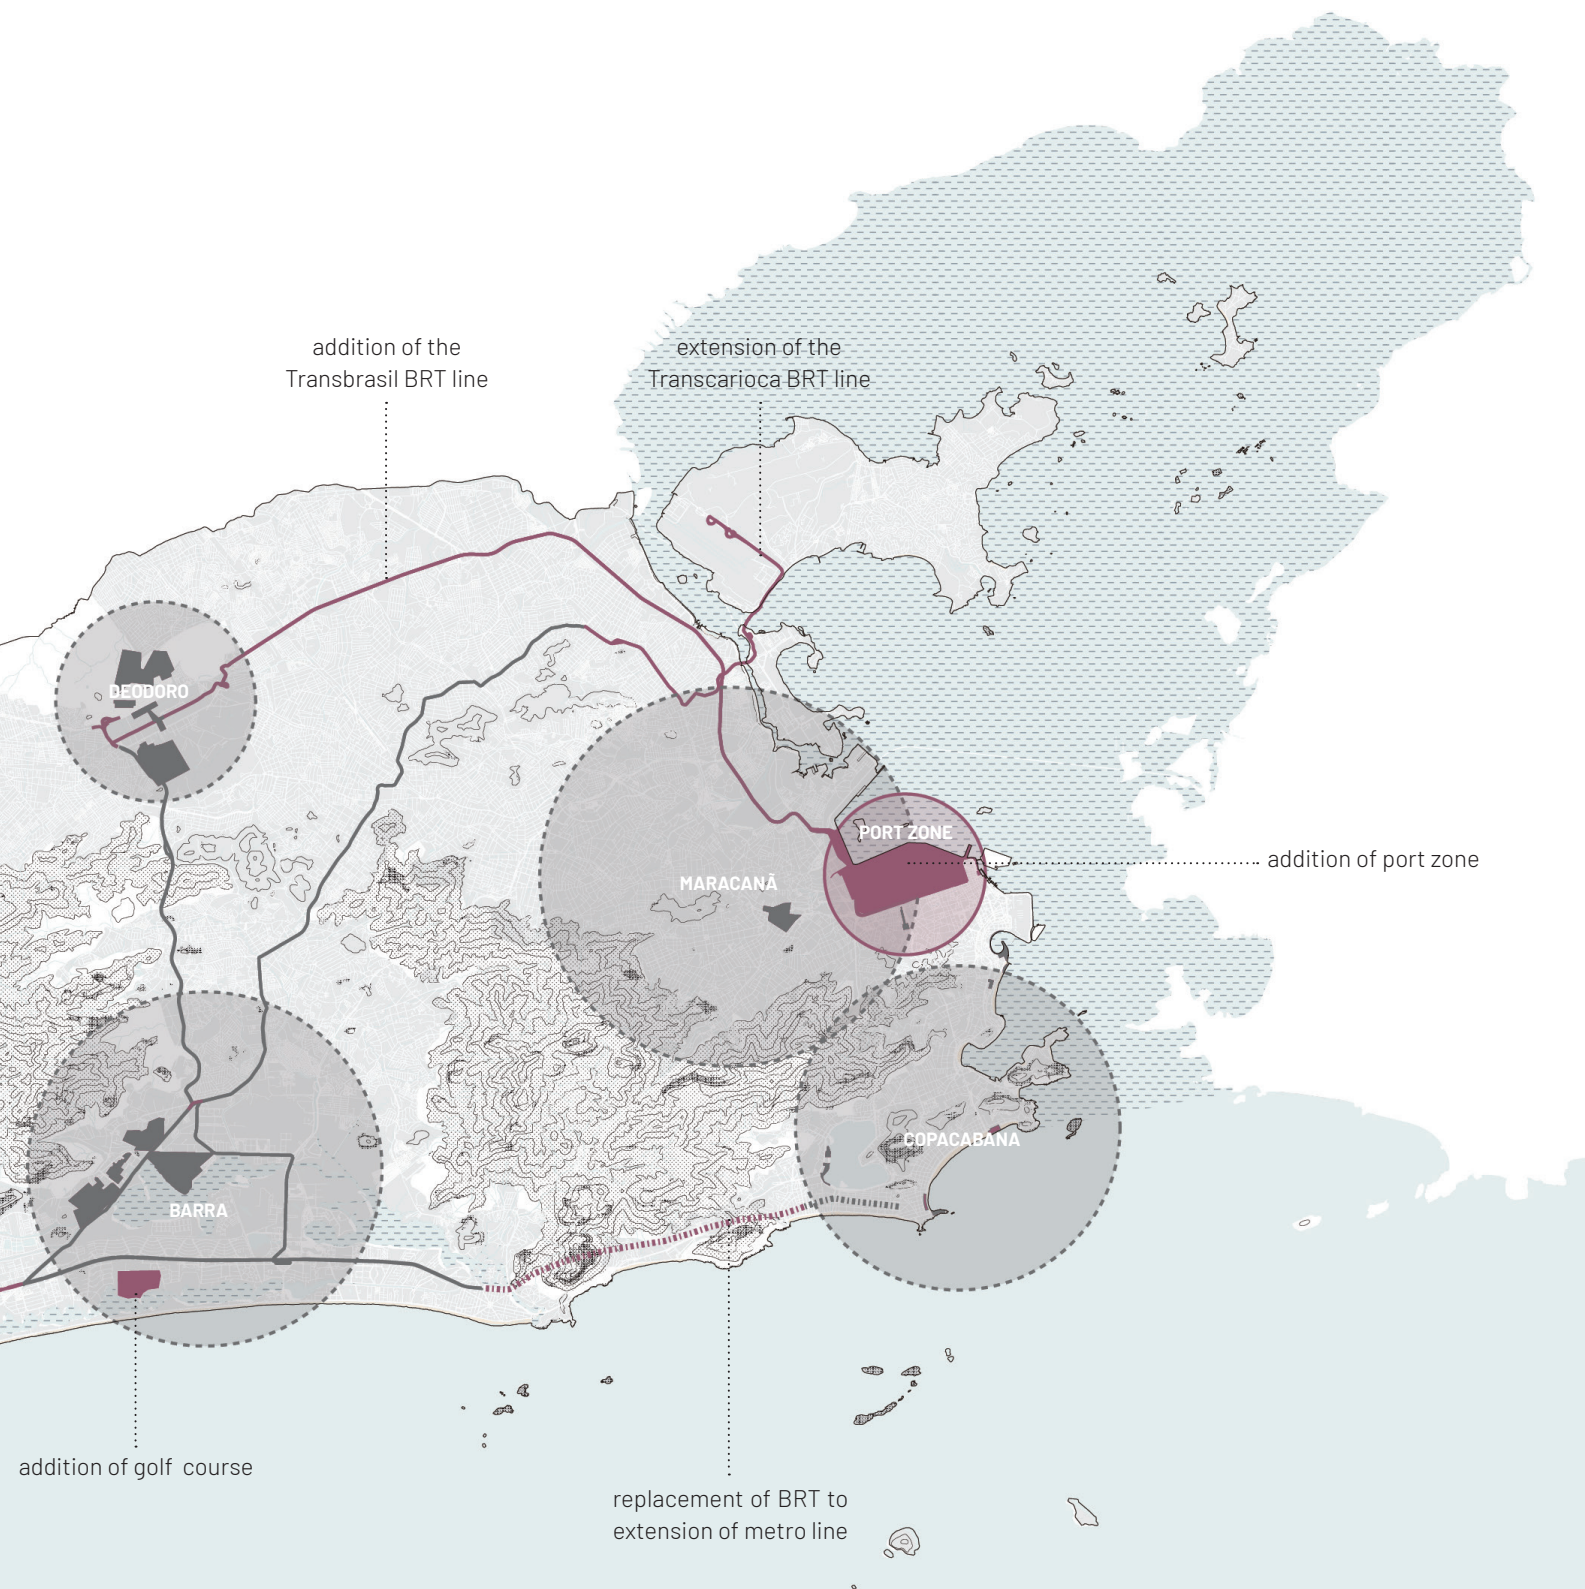 addition of the
Transbrasil BRT line
extension of the
Transcarioca BRT line
DEODORO
PORT ZONE
addition of port zone
MARACANÃ
COPACABANA
BARRA
addition of golf course
replacement of BRT to
extension of metro line